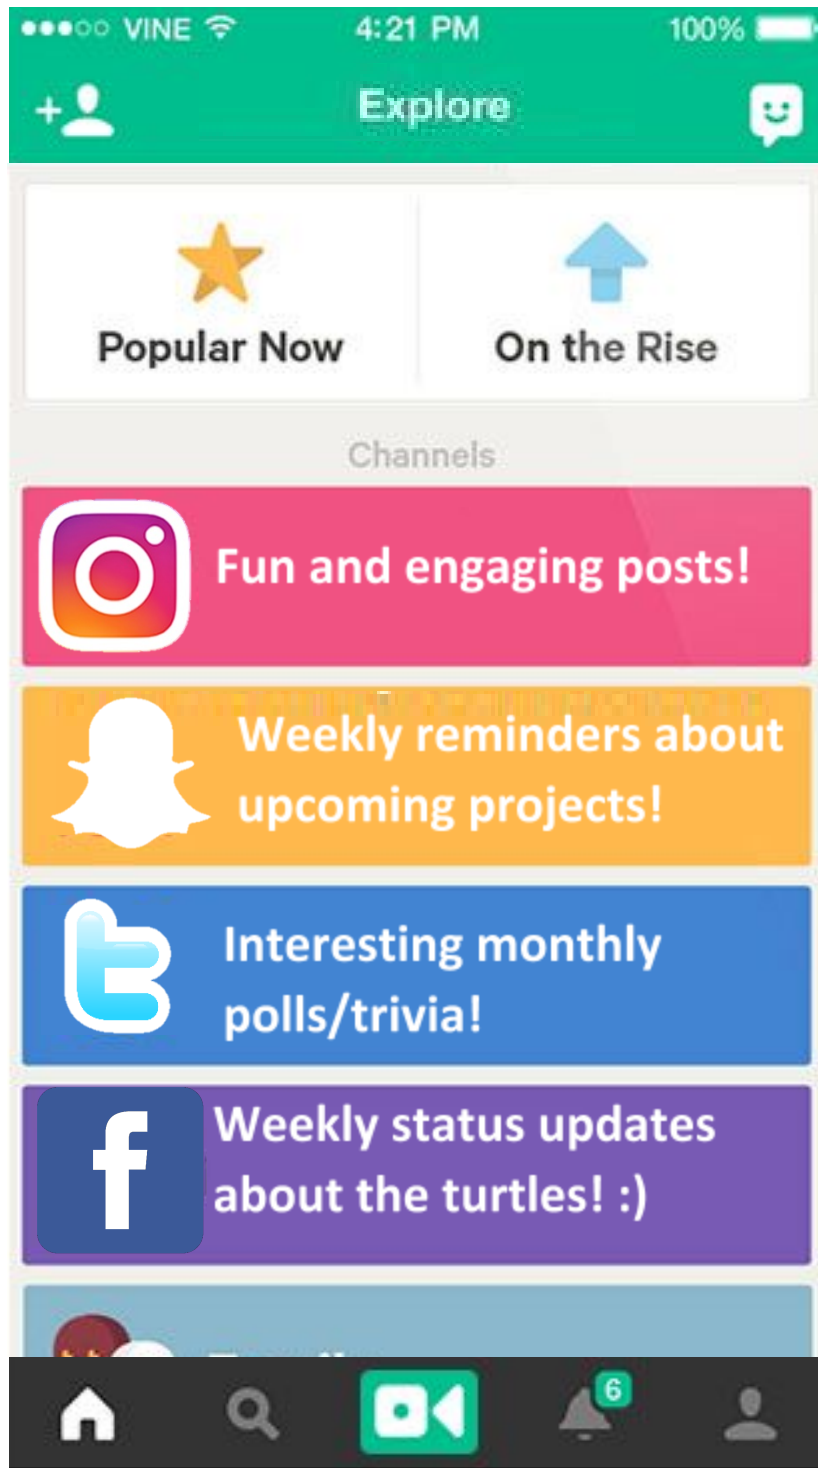 VINE 4:21 PM 100%
Explore
Popular Now On the Rise
Channels
Fun and engaging posts!
Weekly reminders about
upcoming projects!
Interesting monthly
polls/trivia!
Weekly status updates
about the turtles! :)
6